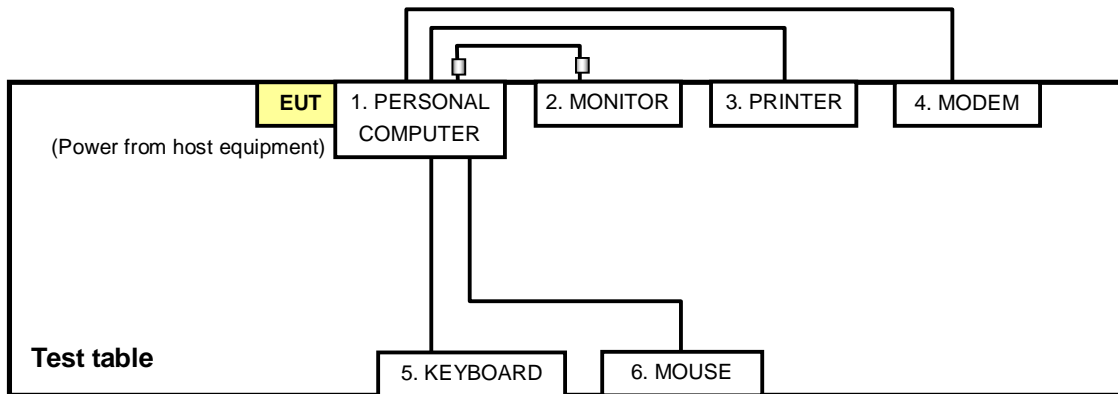 EUT
1. PERSONAL
COMPUTER
2. MONITOR
3. PRINTER
4. MODEM
(Power from host equipment)
Test table
5. KEYBOARD
6. MOUSE